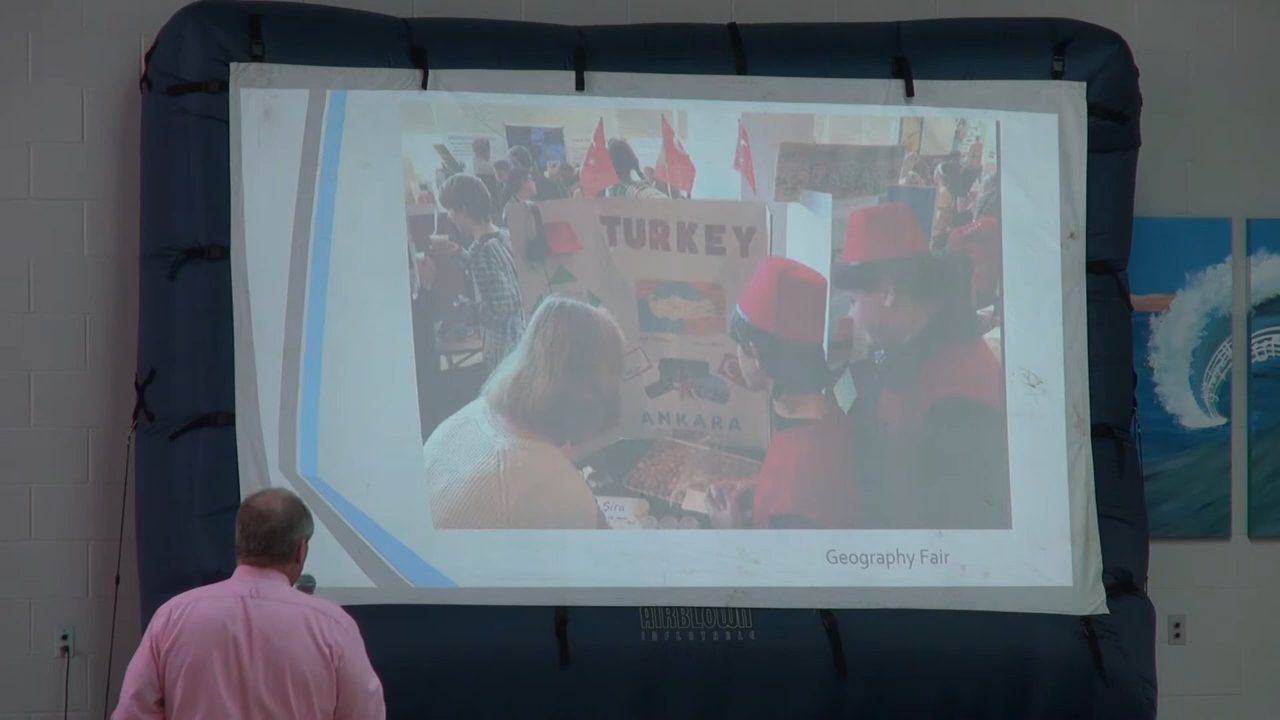 TURKEY
ANKARA
Geography Fair
AIRBLOWN
INFLATABLE